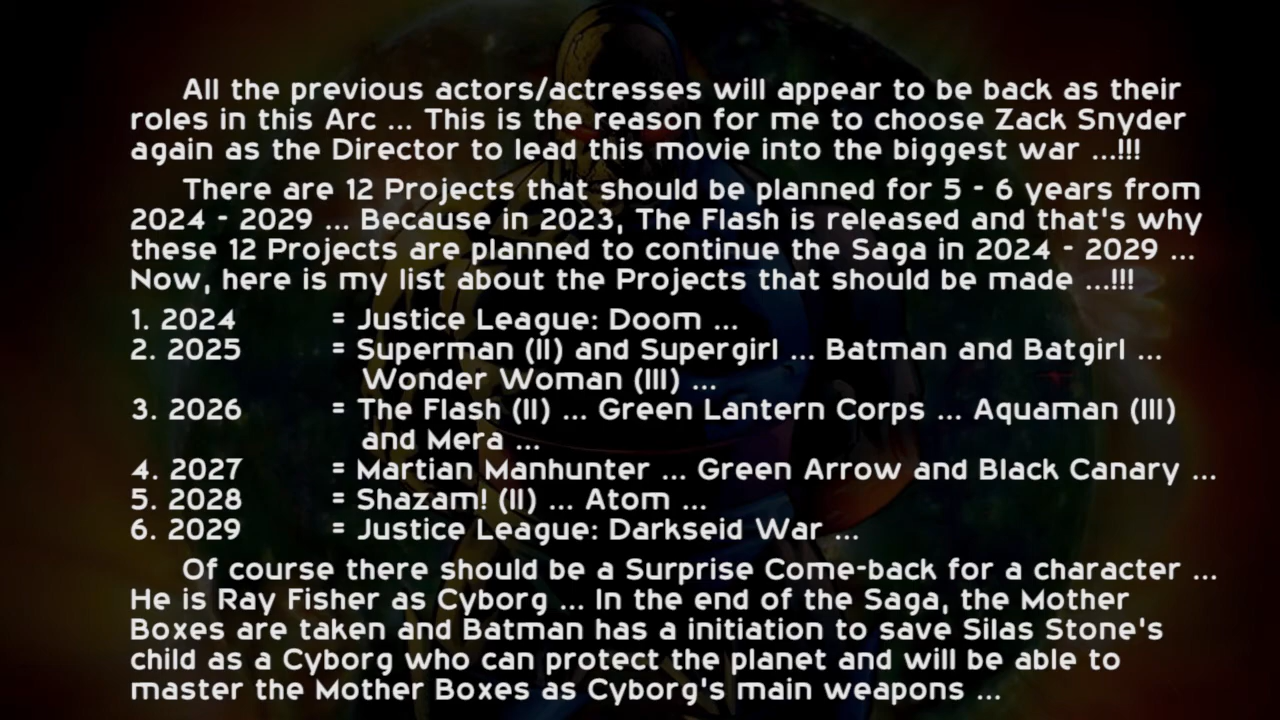 All the previous actors/actresses will appear to be back as their
roles in this Arc ... This is the reason for me to choose Zack Snyder
again as the Director to lead this movie into the biggest war ...!!!
There are 12 Projects that should be planned for 5 - 6 years from
2024 - 2029 ... Because in 2023, The Flash is released and that's why
these 12 Projects are planned to continue the Saga in 2024 - 2029 ...
Now, here is my list about the Projects that should be made ...!!!
1. 2024 = Justice League: Doom ...
2. 2025 = Superman (II) and Supergirl ... Batman and Batgirl ...
Wonder Woman (III) ...
3. 2026 = The Flash (II) ... Green Lantern Corps ... Aquaman (III)
and Mera ...
4. 2027 = Martian Manhunter ... Green Arrow and Black Canary ...
5. 2028 = Shazam! (II) ... Atom ...
6. 2029 = Justice League: Darkseid War ...
Of course there should be a Surprise Come-back for a character ...
He is Ray Fisher as Cyborg ... In the end of the Saga, the Mother
Boxes are taken and Batman has a initiation to save Silas Stone's
child as a Cyborg who can protect the planet and will be able to
master the Mother Boxes as Cyborg's main weapons ...